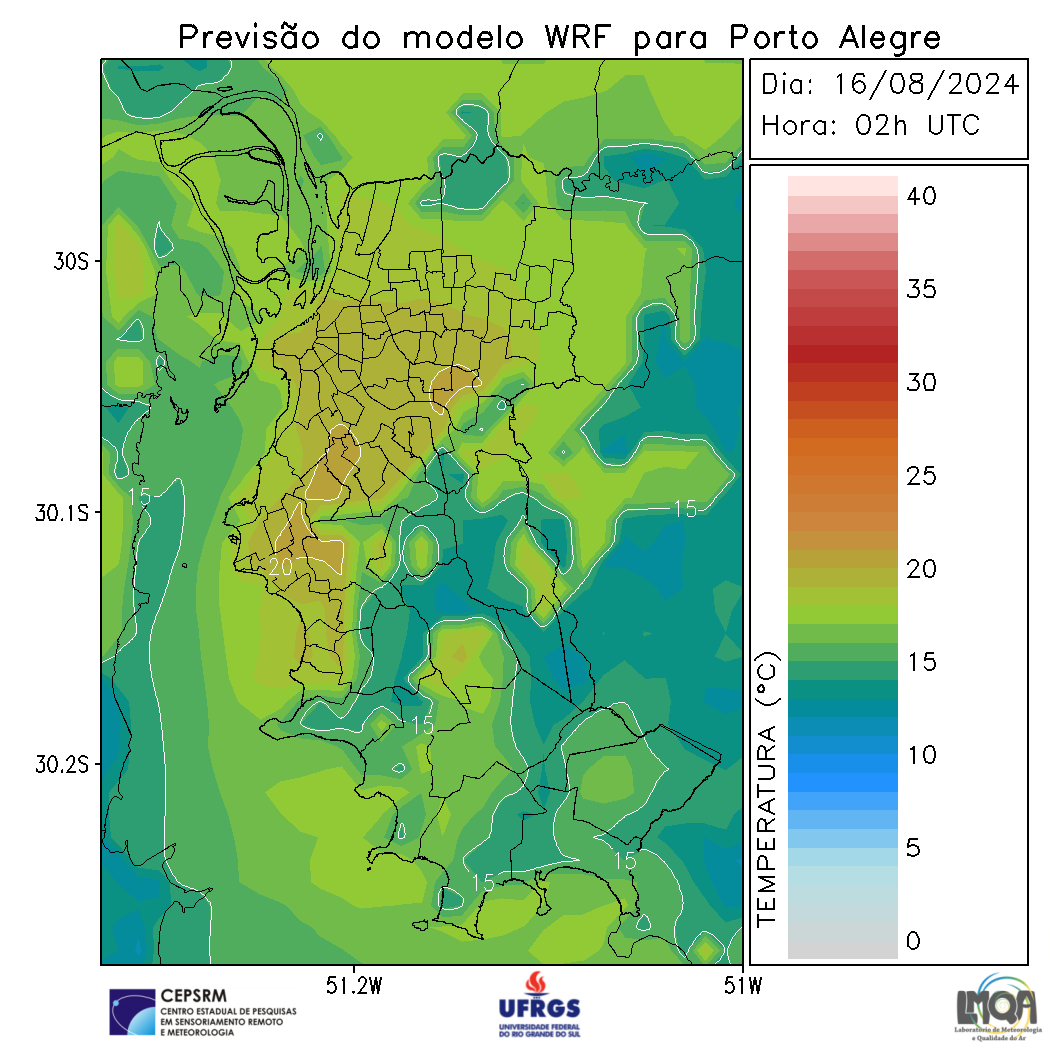 Previsão do modelo WRF para Porto Alegre
Dia: 16/08/2024
Hora: 02h UTC
30S
30.1S
30.2S
51.2W
51W
15
15
20
15
15
15
TEMPERATURA (°C)
40
35
30
25
20
15
10
5
0
CEPSRM
CENTRO ESTADUAL DE PESQUISAS
EM SENSORIAMENTO REMOTO
E METEOROLOGIA
UFRGS
UNIVERSIDADE FEDERAL
DO RIO GRANDE DO SUL
LMQA
Laboratório de Meteorologia
e Qualidade do Ar